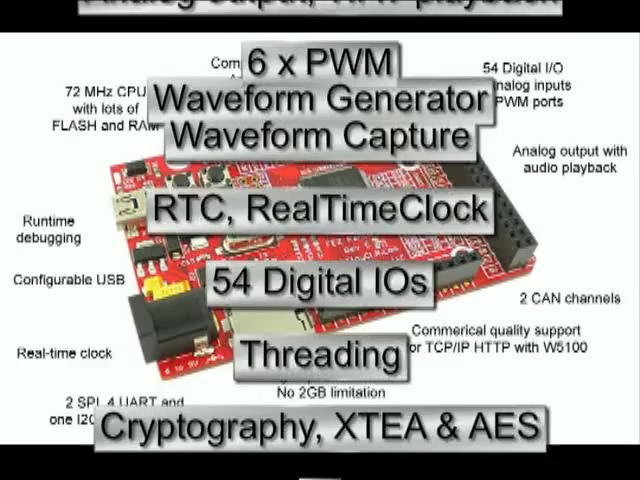 Analog output, WAV playback
6 x PWM
54 Digital I/O
72 MHz CPU
Waveform Generator
nalog inputs
with lots of
PWM ports
FLASH and RAM
Waveform Capture
Analog output with
audio playback
RTC, RealTimeClock
Runtime
debugging
Configurable USB
54 Digital IOs
2 CAN channels
Commerical quality support
Real-time clock
Threading
or TCP/IP HTTP with W5100
No 2GB limitation
2 SPI, 4 UART and
one I2C
Cryptography, XTEA & AES